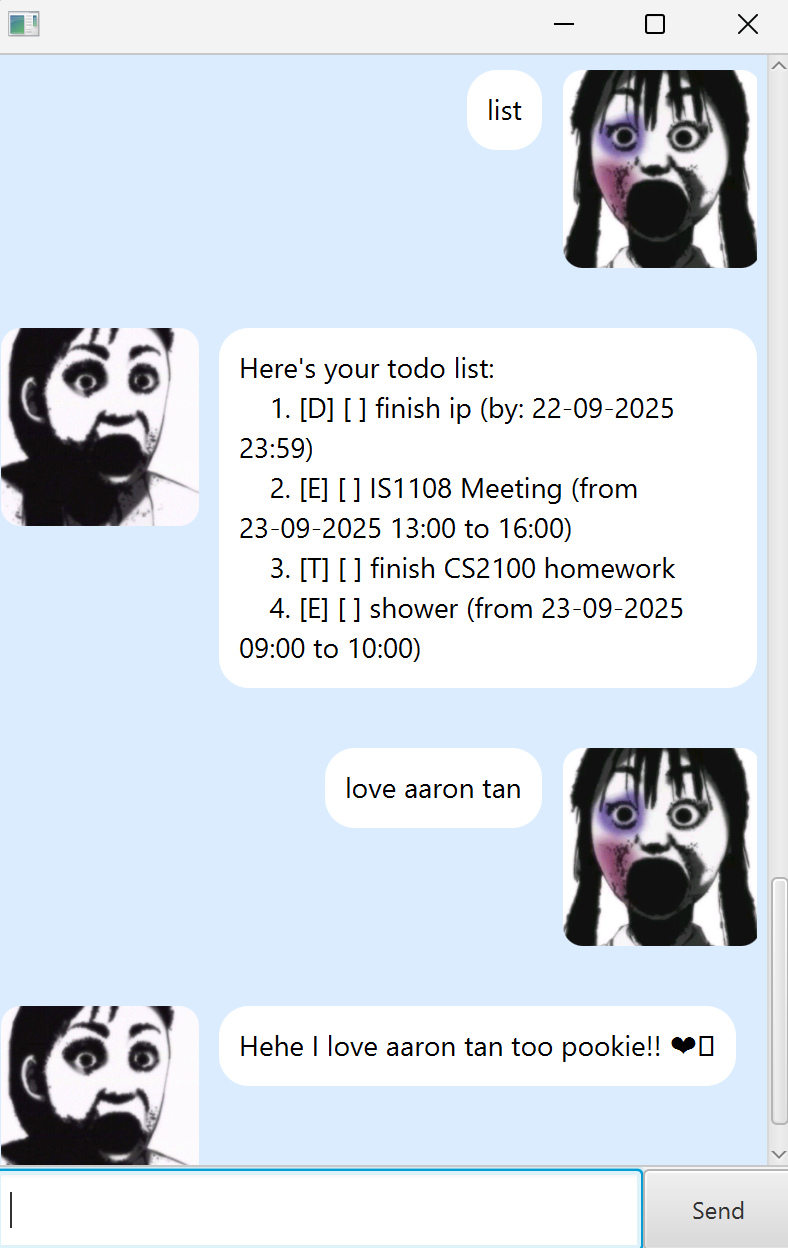 list
Here's your todo list:
1. [D] [ ] finish ip (by: 22-09-2025
23:59)
2. [E] [ ] IS1108 Meeting (from
23-09-2025 13:00 to 16:00)
3. [T] [ ] finish CS2100 homework
4. [E] [ ] shower (from 23-09-2025
09:00 to 10:00)
love aaron tan
Hehe I love aaron tan too pookie!! ❤▯
Send